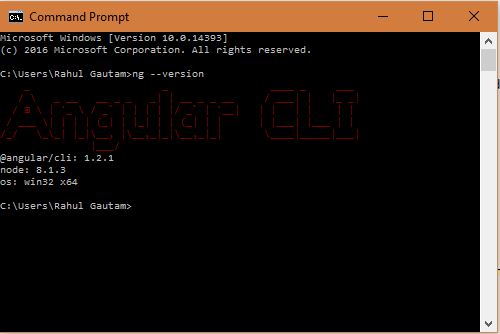 Command Prompt
Microsoft Windows [Version 10.0.14393]
(c) 2016 Microsoft Corporation. All rights reserved.
C:\Users\Rahul Gautam>ng --version
Angular CLI
@angular/cli: 1.2.1
node: 8.1.3
os: win32 x64
C:\Users\Rahul Gautam>